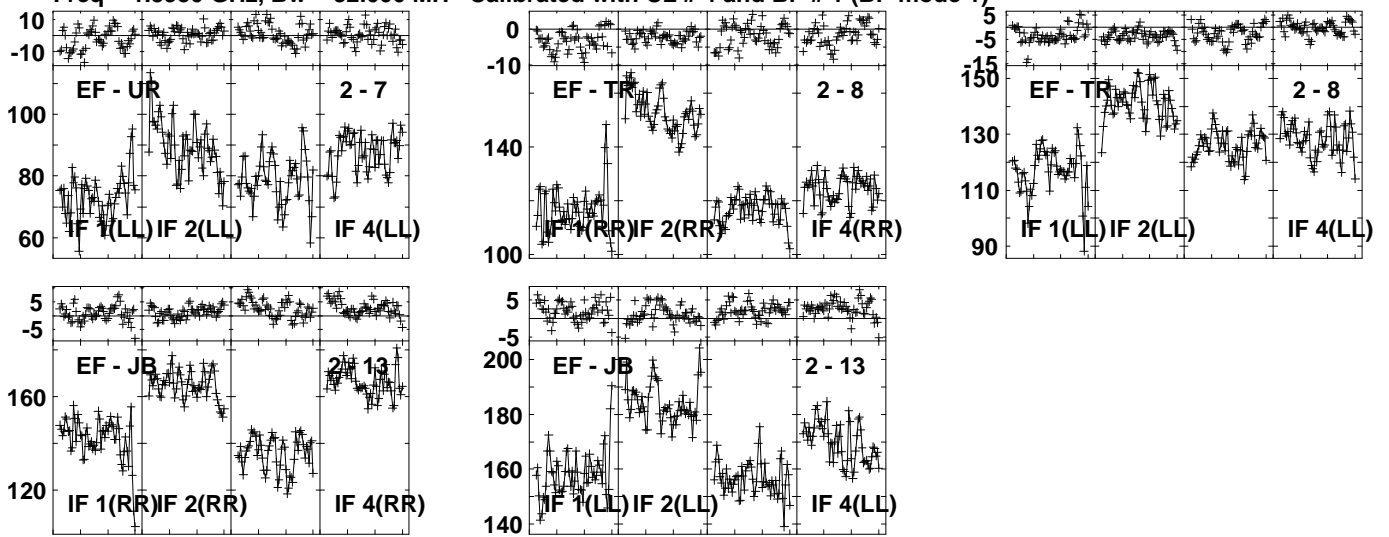 Freq = GHz, Bw = MH Calibrated with CL # and BP # (BP mode 1)
10
-10
EF - UR 2 - 7
100
80
60
IF 1(LL) IF 2(LL) IF 4(LL)
0
-10
EF - TR 2 - 8
140
100
IF 1(RR) IF 2(RR) IF 4(RR)
5
-5
-15
150
EF - TR 2 - 8
130
110
90
IF 1(LL) IF 2(LL) IF 4(LL)
5
-5
EF - JB 2 - 13
160
120
IF 1(RR) IF 2(RR) IF 4(RR)
5
-5
200
EF - JB 2 - 13
180
160
140
IF 1(LL) IF 2(LL) IF 4(LL)